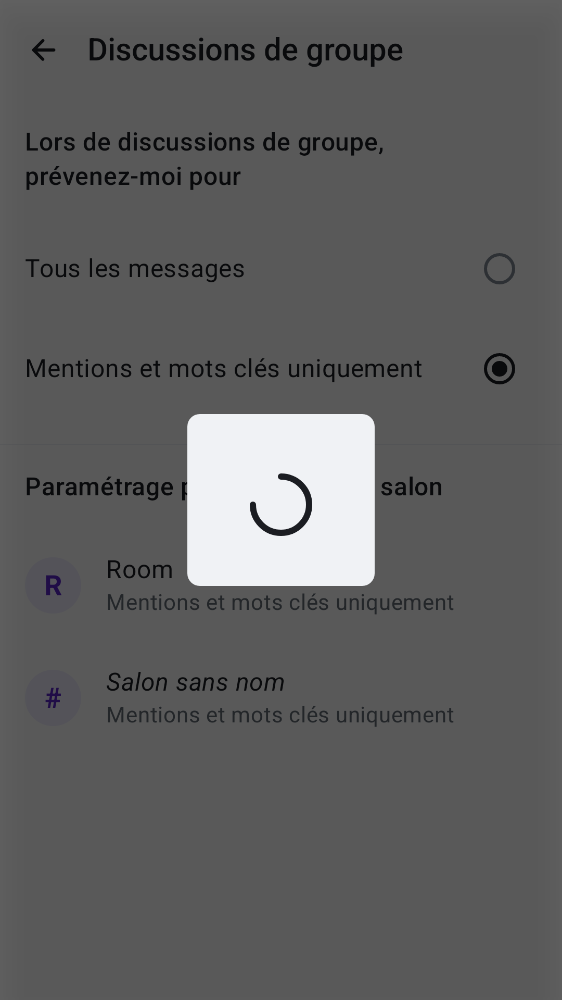 Discussions de groupe
Lors de discussions de groupe,
prévenez-moi pour
Tous les messages
Mentions et mots clés uniquement
Paramétrage salon
R
Room
Mentions et mots clés uniquement
#
Salon sans nom
Mentions et mots clés uniquement